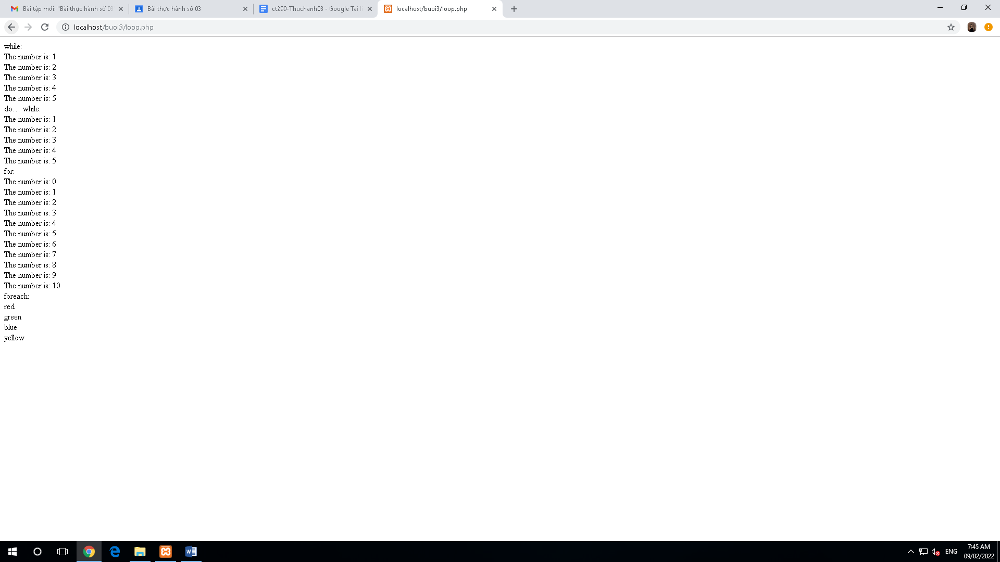 Bài tập mới: "Bài thực hành số 03
Bài thực hành số 03
ct299-Thuchanh03 - Google Tài li
localhost/buoi3/loop.php
localhost/buoi3/loop.php
while:
The number is: 1
The number is: 2
The number is: 3
The number is: 4
The number is: 5
do... while:
The number is: 1
The number is: 2
The number is: 3
The number is: 4
The number is: 5
for:
The number is: 0
The number is: 1
The number is: 2
The number is: 3
The number is: 4
The number is: 5
The number is: 6
The number is: 7
The number is: 8
The number is: 9
The number is: 10
foreach:
red
green
blue
yellow
ENG
7:45 AM
09/02/2022